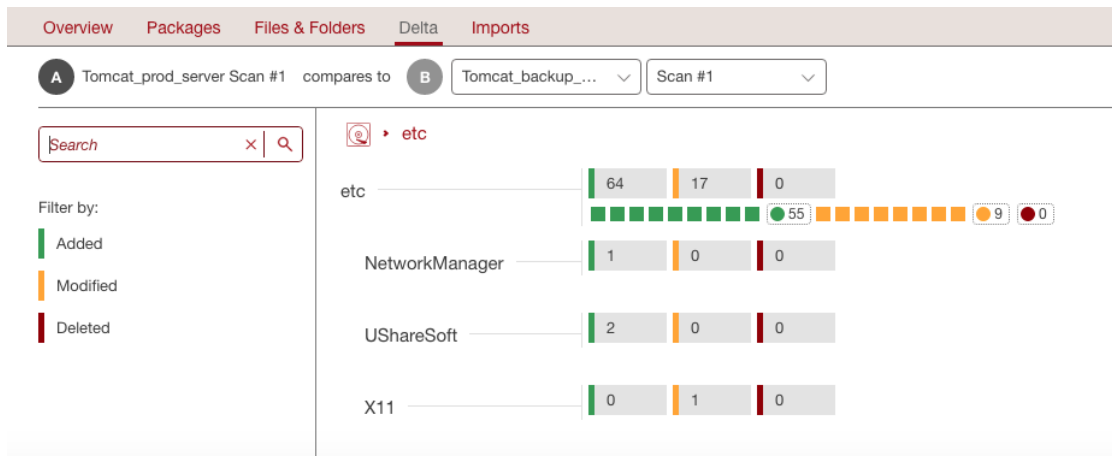 Overview Packages Files & Folders Delta Imports
A Tomcat_prod_server Scan #1 compares to B Tomcat_backup_... Scan #1
Search
etc
Filter by:
Added
Modified
Deleted
etc 64 17 0
55 9 0
NetworkManager 1 0 0
UShareSoft 2 0 0
X11 0 1 0